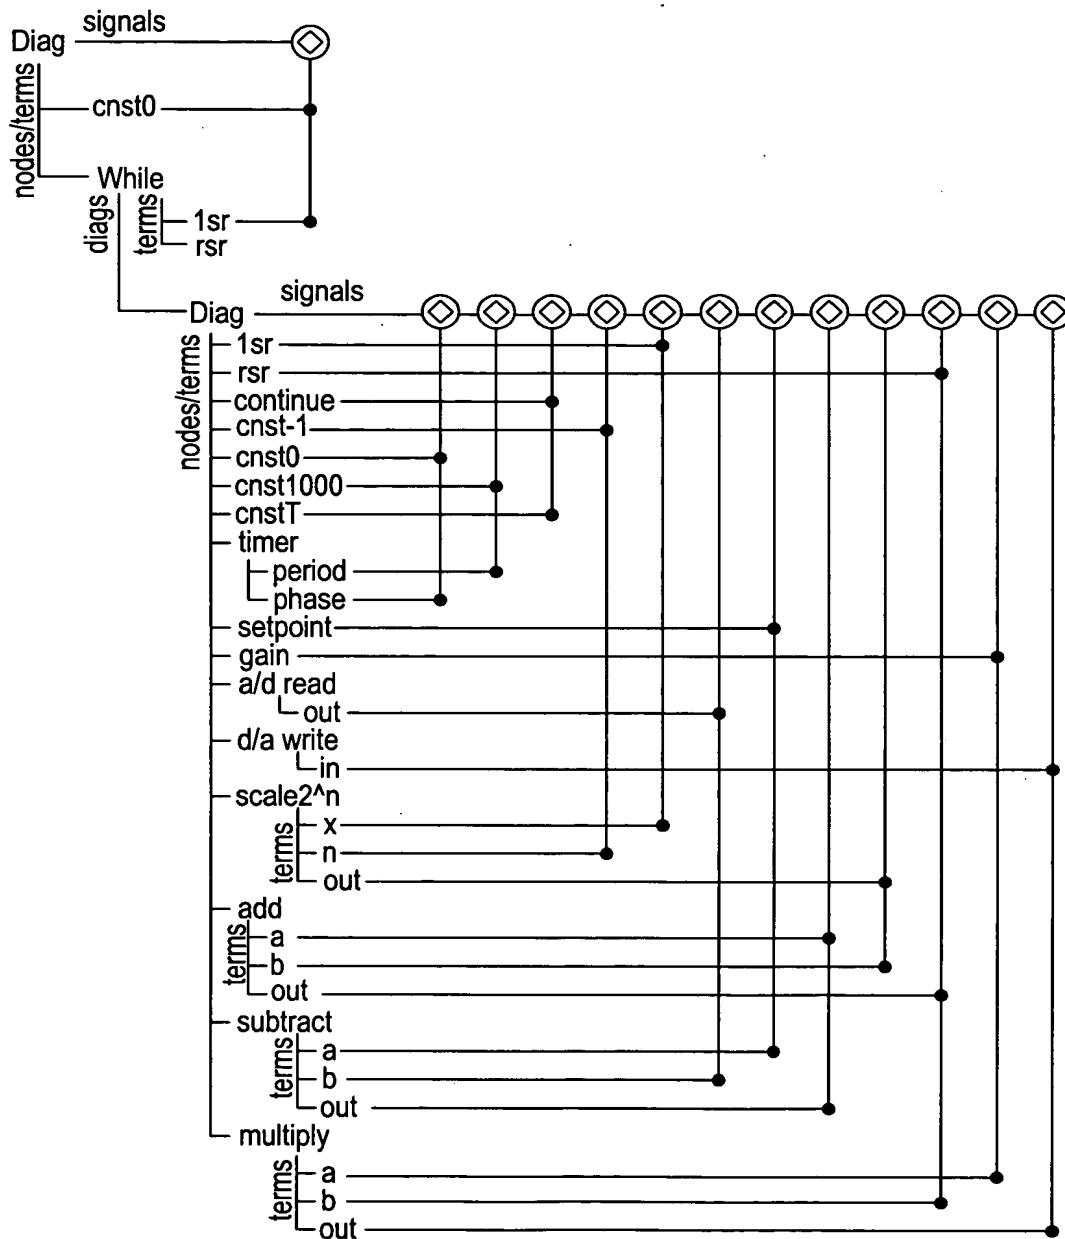 signals
Diag
nodes/terms
cnst0
While
diags
terms
1sr
rsr
signals
Diag
nodes/terms
1sr
rsr
continue
cnst-1
cnst0
cnst1000
cnstT
timer
period
phase
setpoint
gain
a/d read
out
d/a write
in
scale2^n
terms
x
n
out
add
terms
a
b
out
subtract
terms
a
b
out
multiply
terms
a
b
out